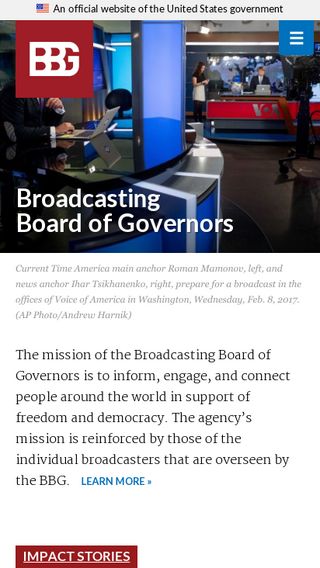 An official website of the United States government
BBG
Broadcasting
Board of Governors
Current Time America main anchor Roman Mamonov, left, and
news anchor Ihar Tsikhanenko, right, prepare for a broadcast in the
offices of Voice of America in Washington, Wednesday, Feb. 8, 2017.
(AP Photo/Andrew Harnik)
The mission of the Broadcasting Board of
Governors is to inform, engage, and connect
people around the world in support of
freedom and democracy. The agency’s
mission is reinforced by those of the
individual broadcasters that are overseen by
the BBG. LEARN MORE »
IMPACT STORIES